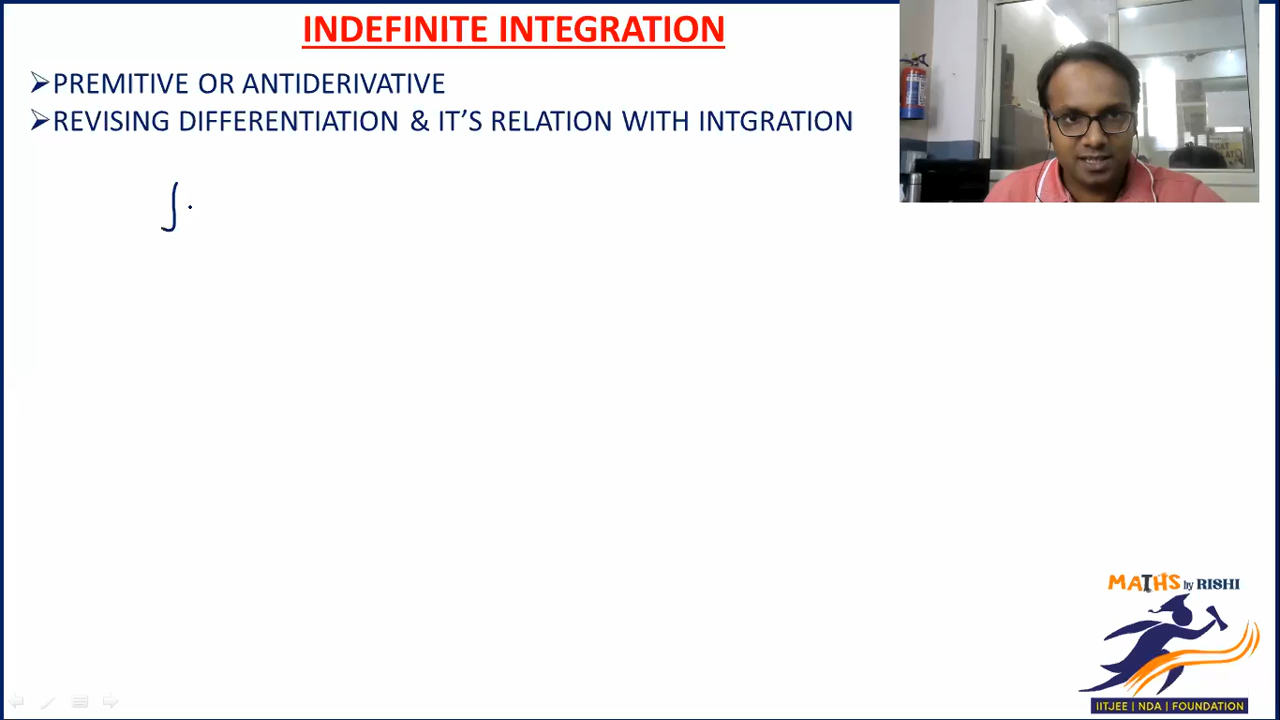 INDEFINITE INTEGRATION
➢PREMITIVE OR ANTIDERIVATIVE
➢REVISING DIFFERENTIATION & IT’S RELATION WITH INTGRATION
∫
MATHS by RISHI
IITJEE | NDA | FOUNDATION